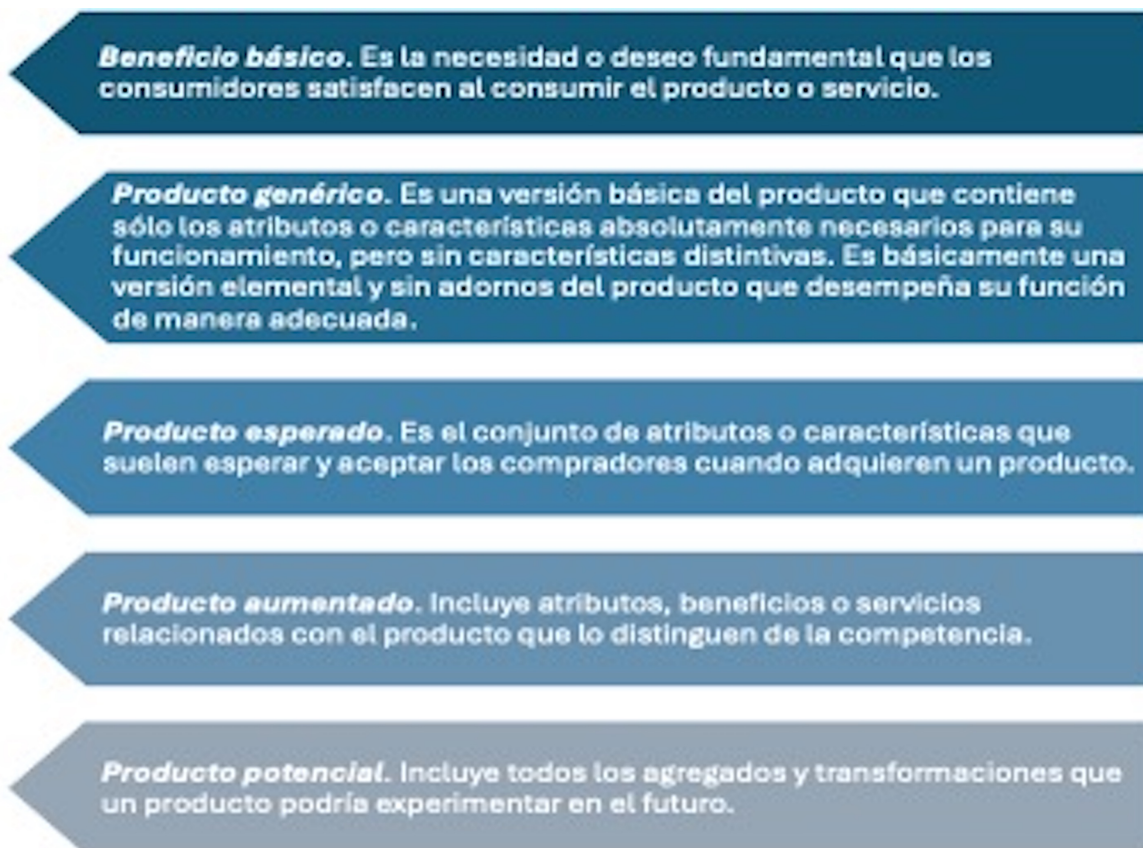 Beneficio básico. Es la necesidad o deseo fundamental que los
consumidores satisfacen al consumir el producto o servicio.
Producto genérico. Es una versión básica del producto que contiene
sólo los atributos o características absolutamente necesarios para su
funcionamiento, pero sin características distintivas. Es básicamente una
versión elemental y sin adornos del producto que desempeña su función
de manera adecuada.
Producto esperado. Es el conjunto de atributos o características que
suelen esperar y aceptar los compradores cuando adquieren un producto.
Producto aumentado. Incluye atributos, beneficios o servicios
relacionados con el producto que lo distinguen de la competencia.
Producto potencial. Incluye todos los agregados y transformaciones que
un producto podría experimentar en el futuro.